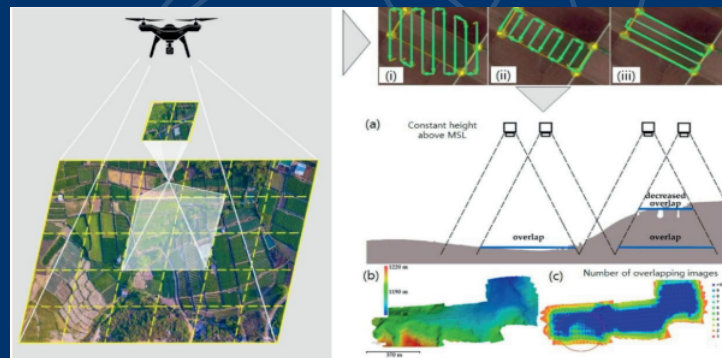 (i)
(ii)
(iii)
(a)
Constant height
above MSL
decreased
overlap
overlap
overlap
(b)
1220 m
1190 m
370 m
(c)
Number of overlapping images